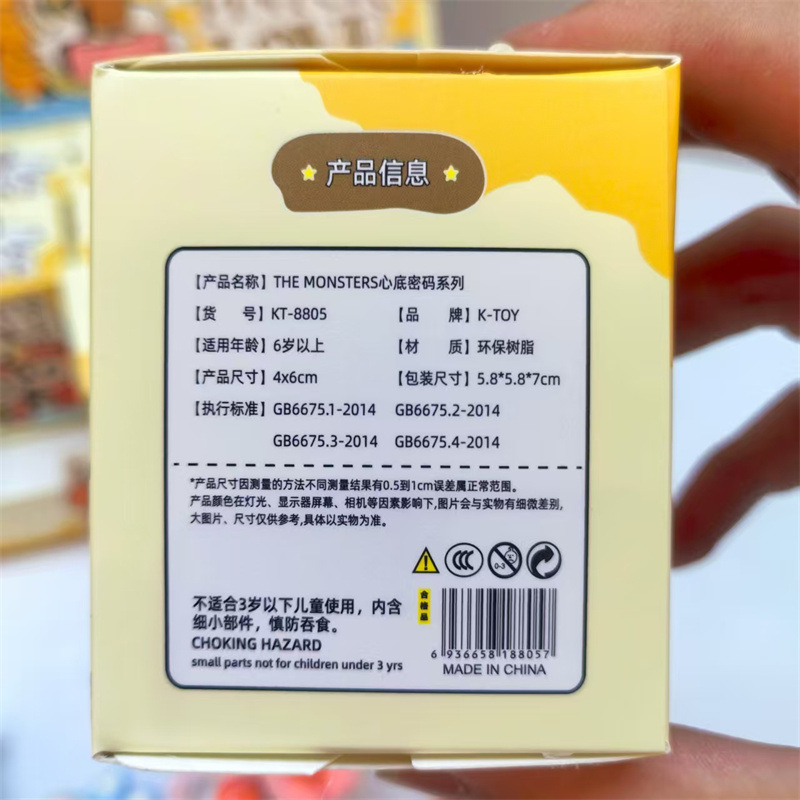 产品信息
【产品名称】THE MONSTERS心底密码系列
【货 号】KT-8805 【品 牌】K-TOY
【适用年龄】6岁以上 【材 质】环保树脂
【产品尺寸】4x6cm 【包装尺寸】5.8*5.8*7cm
【执行标准】GB6675.1-2014 GB6675.2-2014
GB6675.3-2014 GB6675.4-2014
*产品尺寸因测量的方法不同测量结果有0.5到1cm误差属正常范围。
产品颜色在灯光、显示器屏幕、相机等因素影响下,图片会与实物有细微差别,
大图片、尺寸仅供参考,具体以实物为准。
CCC
0-3
合格品
不适合3岁以下儿童使用，内含
细小部件，慎防吞食。
CHOKING HAZARD
small parts not for children under 3 yrs
6 936658 188057
MADE IN CHINA